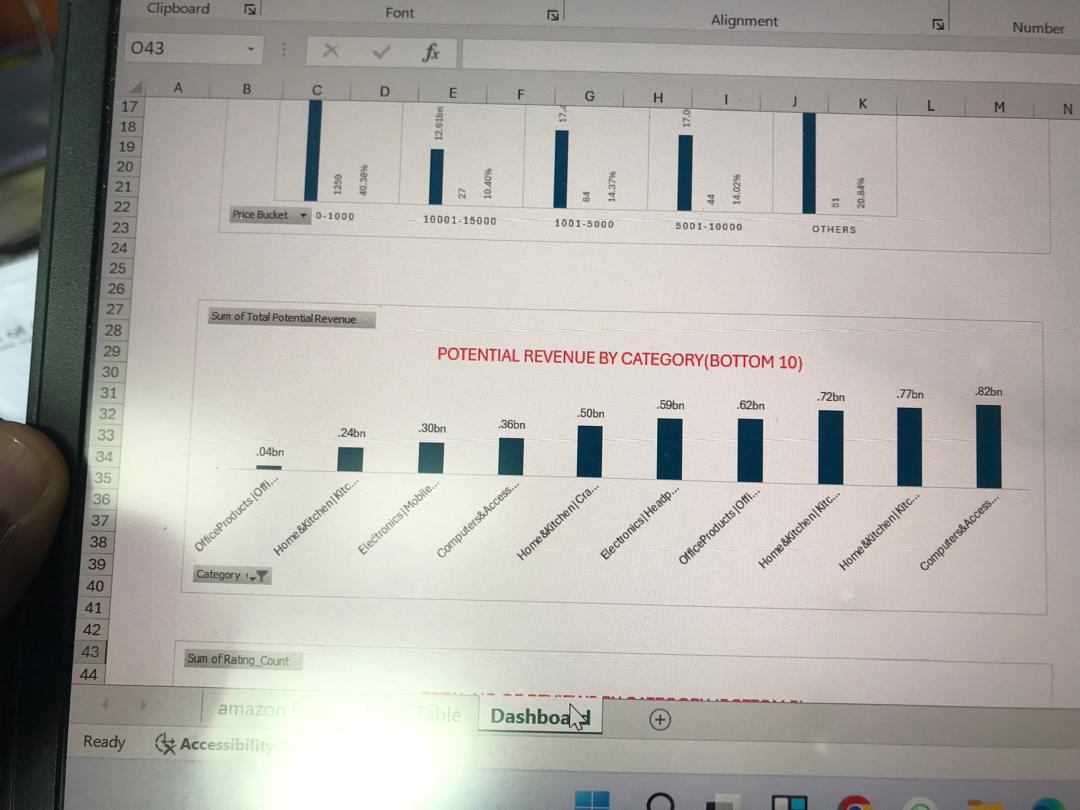 Clipboard Font Alignment Number
O43 fx
A B C D E F G H I J K L M N
17
18
19
20
21
22
23
24
25
26
27
28
29
30
31
32
33
34
35
36
37
38
39
40
41
42
43
44
12.61bn 17.0
1259 40.38% 27 10.40% 84 14.37% 44 14.02% 51 20.84%
Price Bucket 0-1000 10001-15000 1001-5000 5001-10000 OTHERS
Sum of Total Potential Revenue
POTENTIAL REVENUE BY CATEGORY(BOTTOM 10)
.04bn .24bn .30bn .36bn .50bn .59bn .62bn .72bn .77bn .82bn
OfficeProducts|Offi...
Home&Kitchen|Kitc...
Electronics|Mobile...
Computers&Access...
Home&Kitchen|Cra...
Electronics|Headp...
OfficeProducts|Offi...
Home&Kitchen|Kitc...
Home&Kitchen|Kitc...
Computers&Access...
Category
Sum of Rating_Count
amazon Table Dashboard
Ready Accessibility: